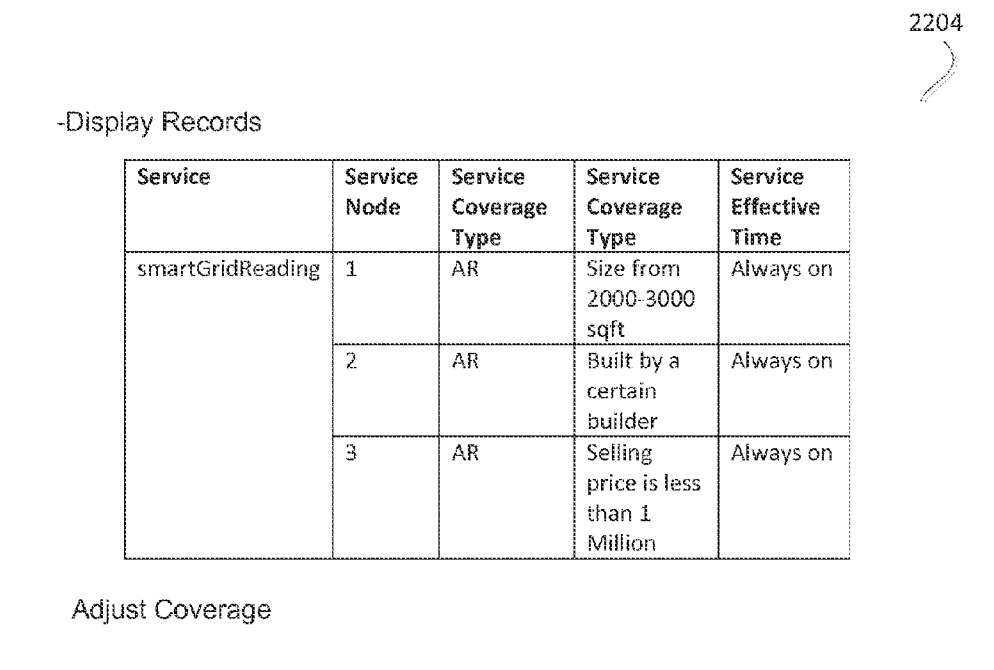 2204
-Display Records
Service
Service
Node
Service
Coverage
Type
Service
Coverage
Type
Service
Effective
Time
smartGridReading
1
AR
Size from
2000-3000
sqft
Always on
2
AR
Built by a
certain
builder
Always on
3
AR
Selling
price is less
than 1
Million
Always on
Adjust Coverage